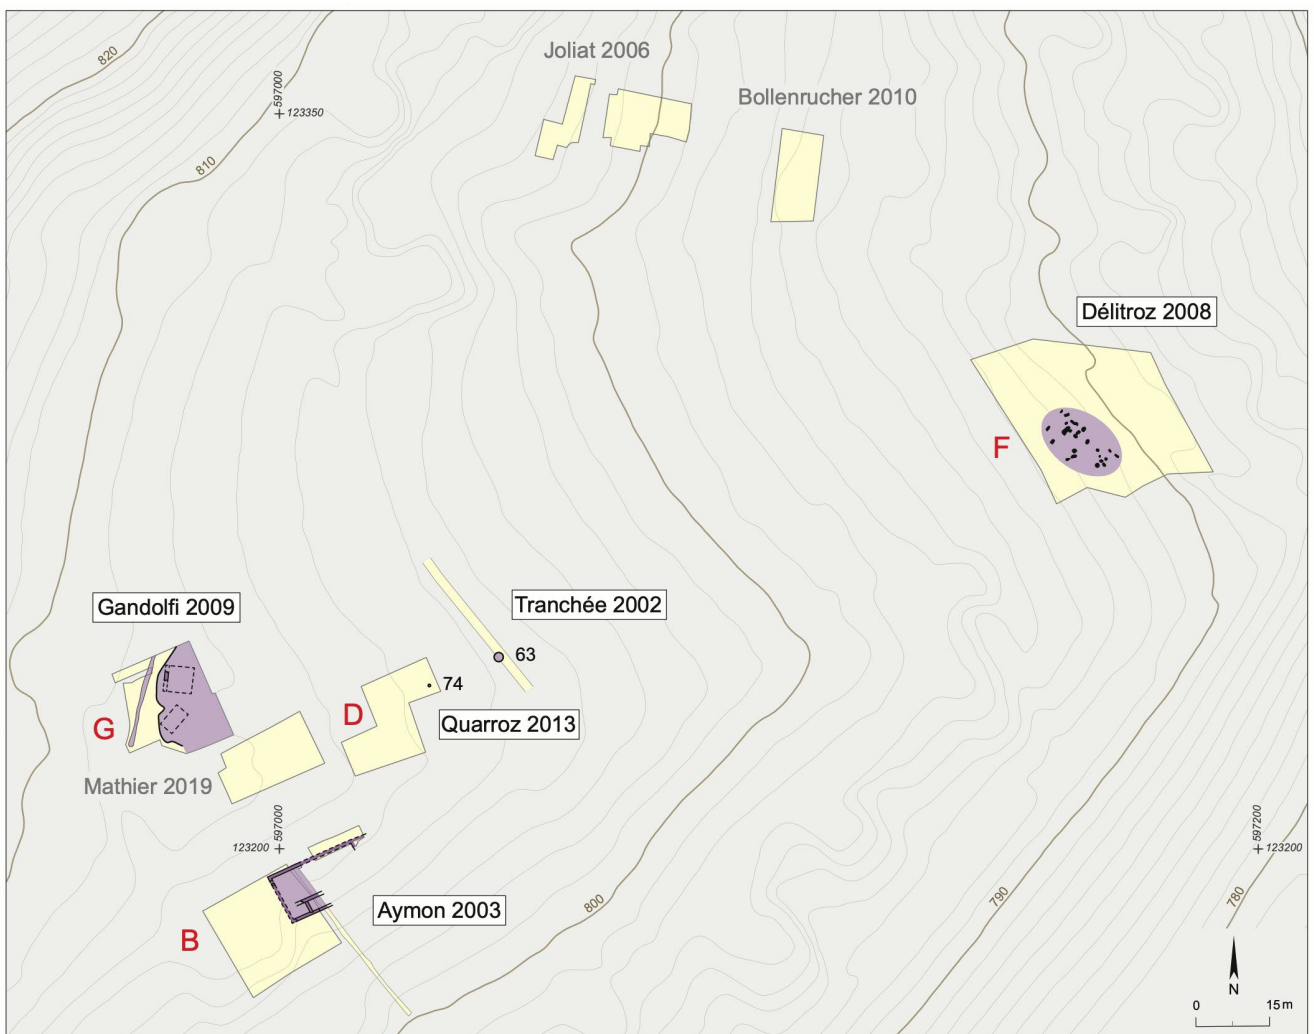 820
Joliat 2006
597000
123350
Bollenrucher 2010
810
Délitroz 2008
F
Gandolfi 2009
Tranchée 2002
63
74
D
Quarroz 2013
G
Mathier 2019
597000
123200
597200
123200
Aymon 2003
B
800
790
780
N
0 15 m